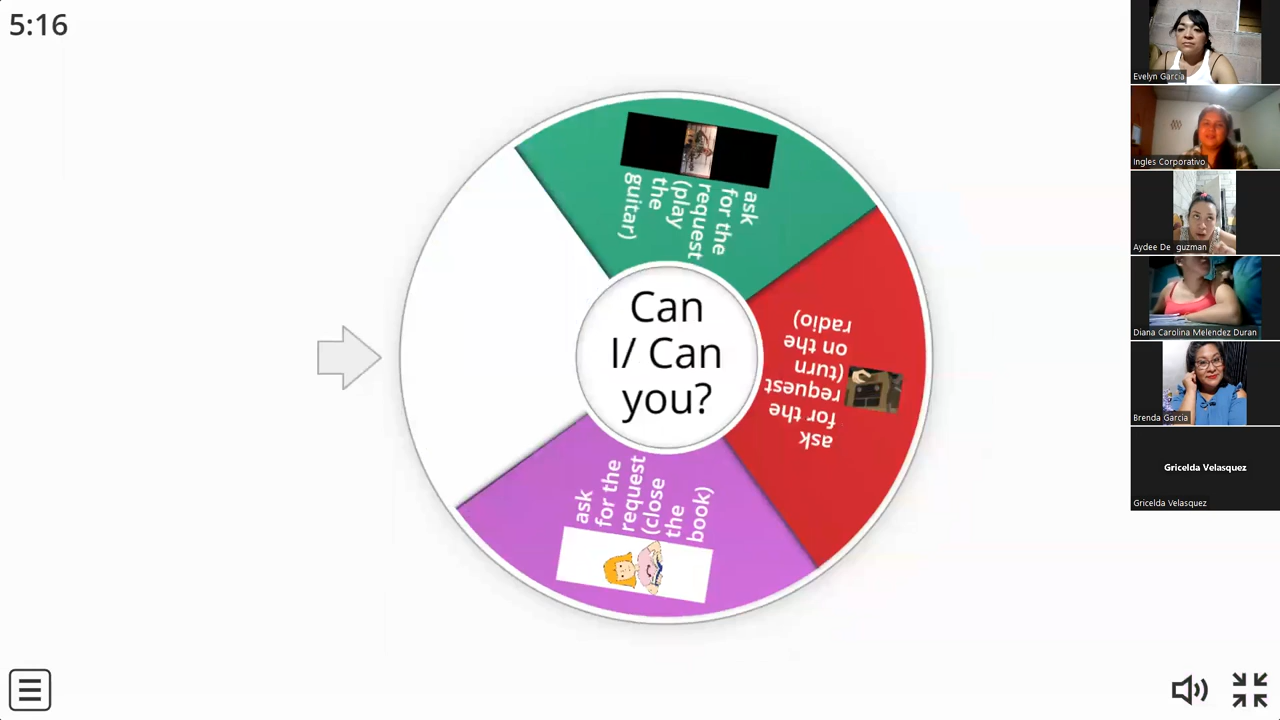 5:16
ask
for the
request
(play
the
guitar)
ask
for the
request
(turn
on the
radio)
ask
for the
request
(close
the
book)
Can
I/ Can
you?
Evelyn Garcia
Ingles Corporativo
Aydee De guzman
Diana Carolina Melendez Duran
Brenda Garcia
Gricelda Velasquez
Gricelda Velasquez